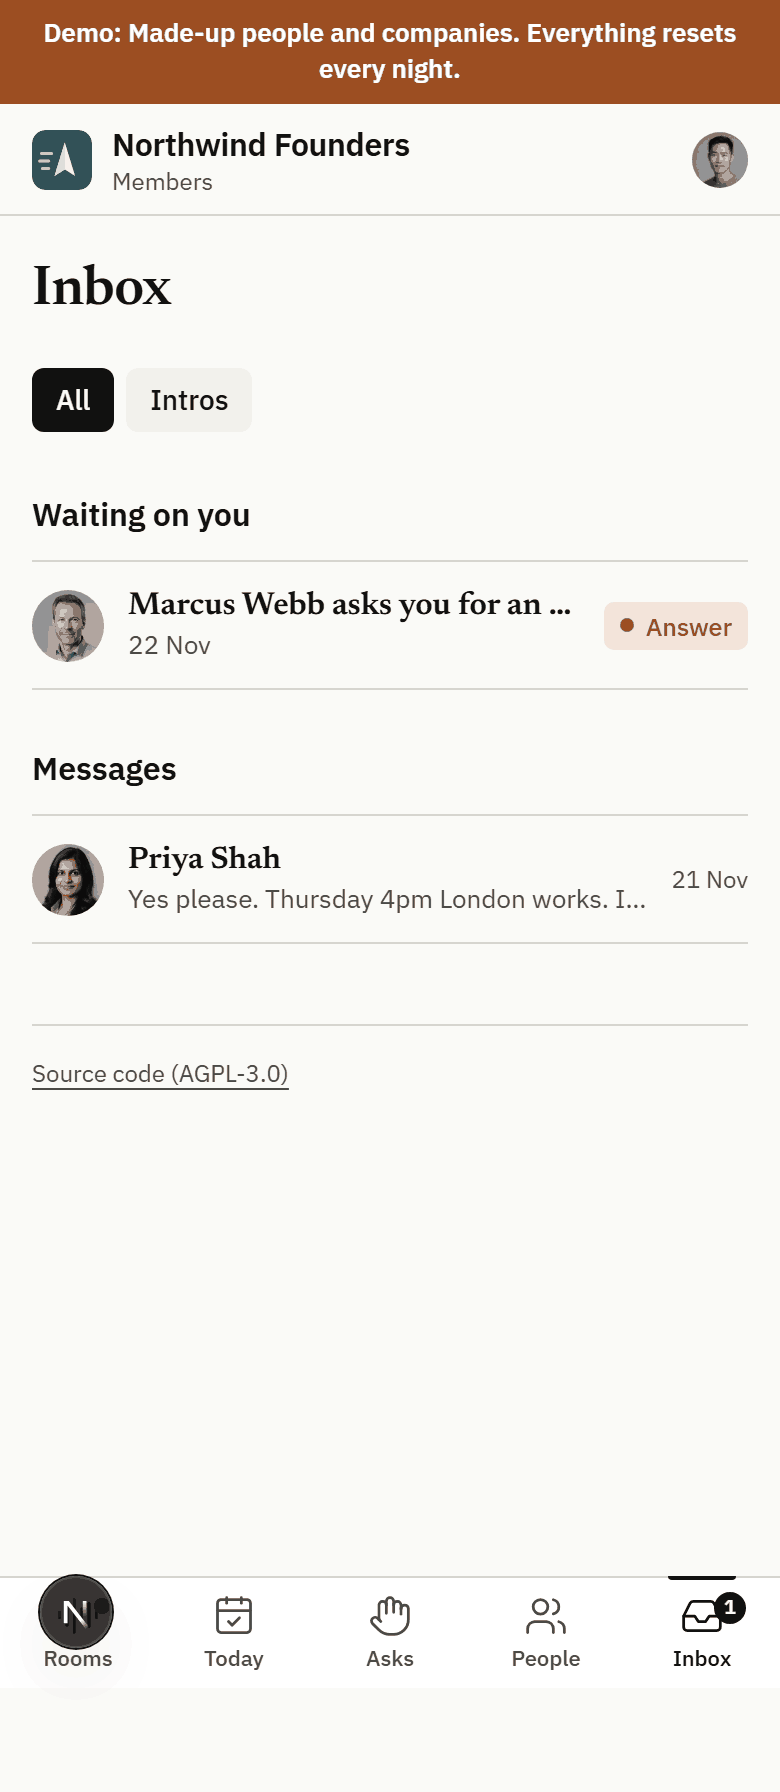 Demo: Made-up people and companies. Everything resets
every night.
Northwind Founders
Members
Inbox
All
Intros
Waiting on you
Marcus Webb asks you for an ...
22 Nov
Answer
Messages
Priya Shah
Yes please. Thursday 4pm London works. I...
21 Nov
Source code (AGPL-3.0)
N
Rooms
Today
Asks
People
1
Inbox